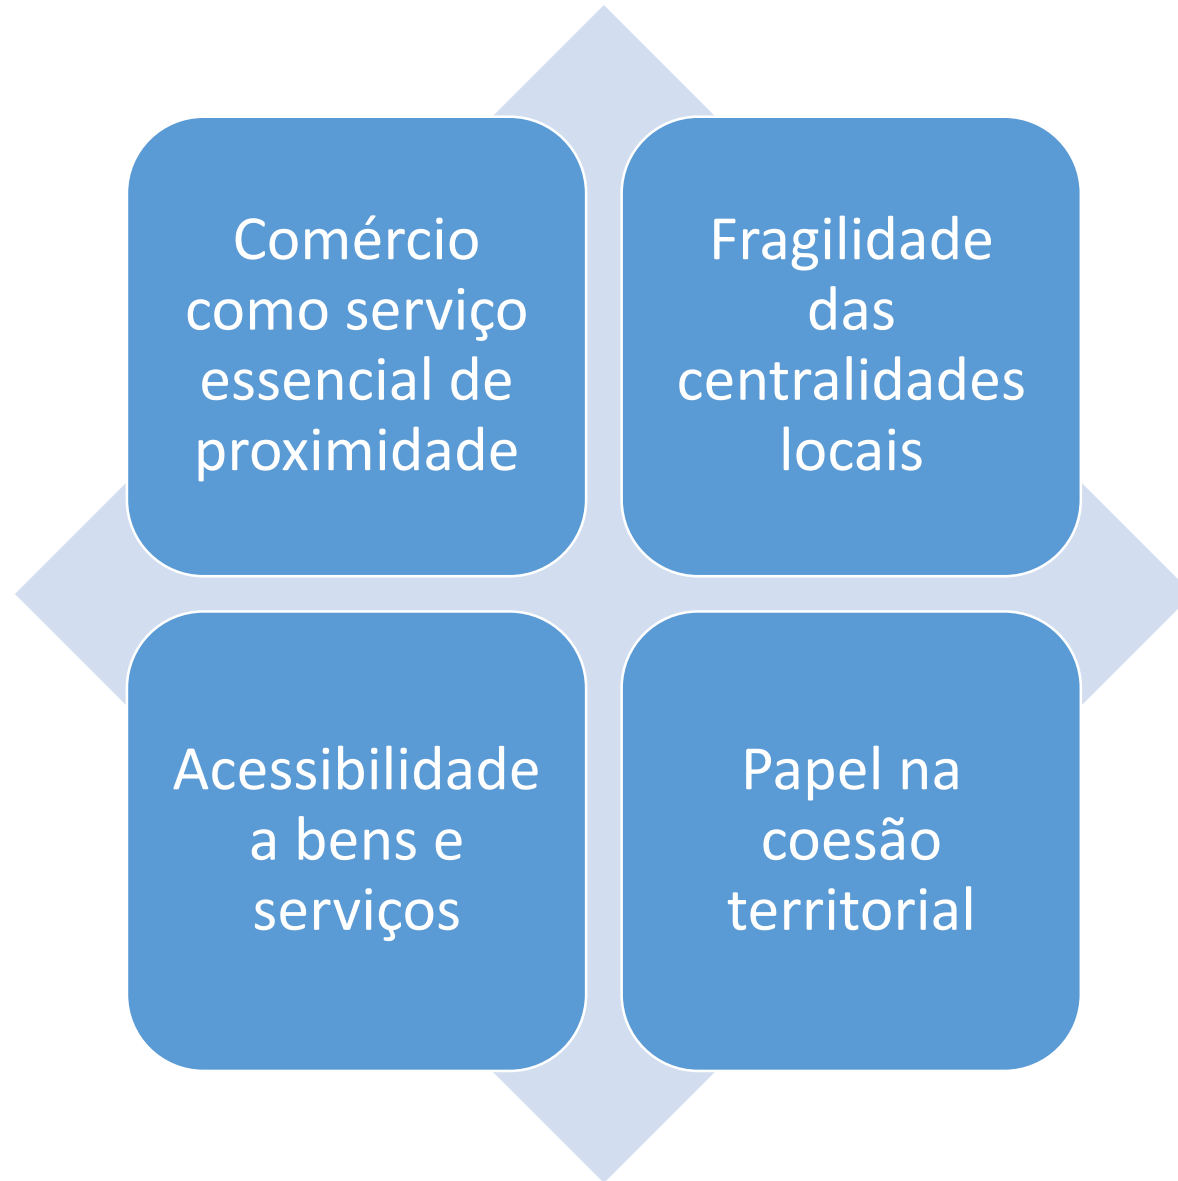 Comércio
como serviço
essencial de
proximidade
Fragilidade
das
centralidades
locais
Acessibilidade
a bens e
serviços
Papel na
coesão
territorial